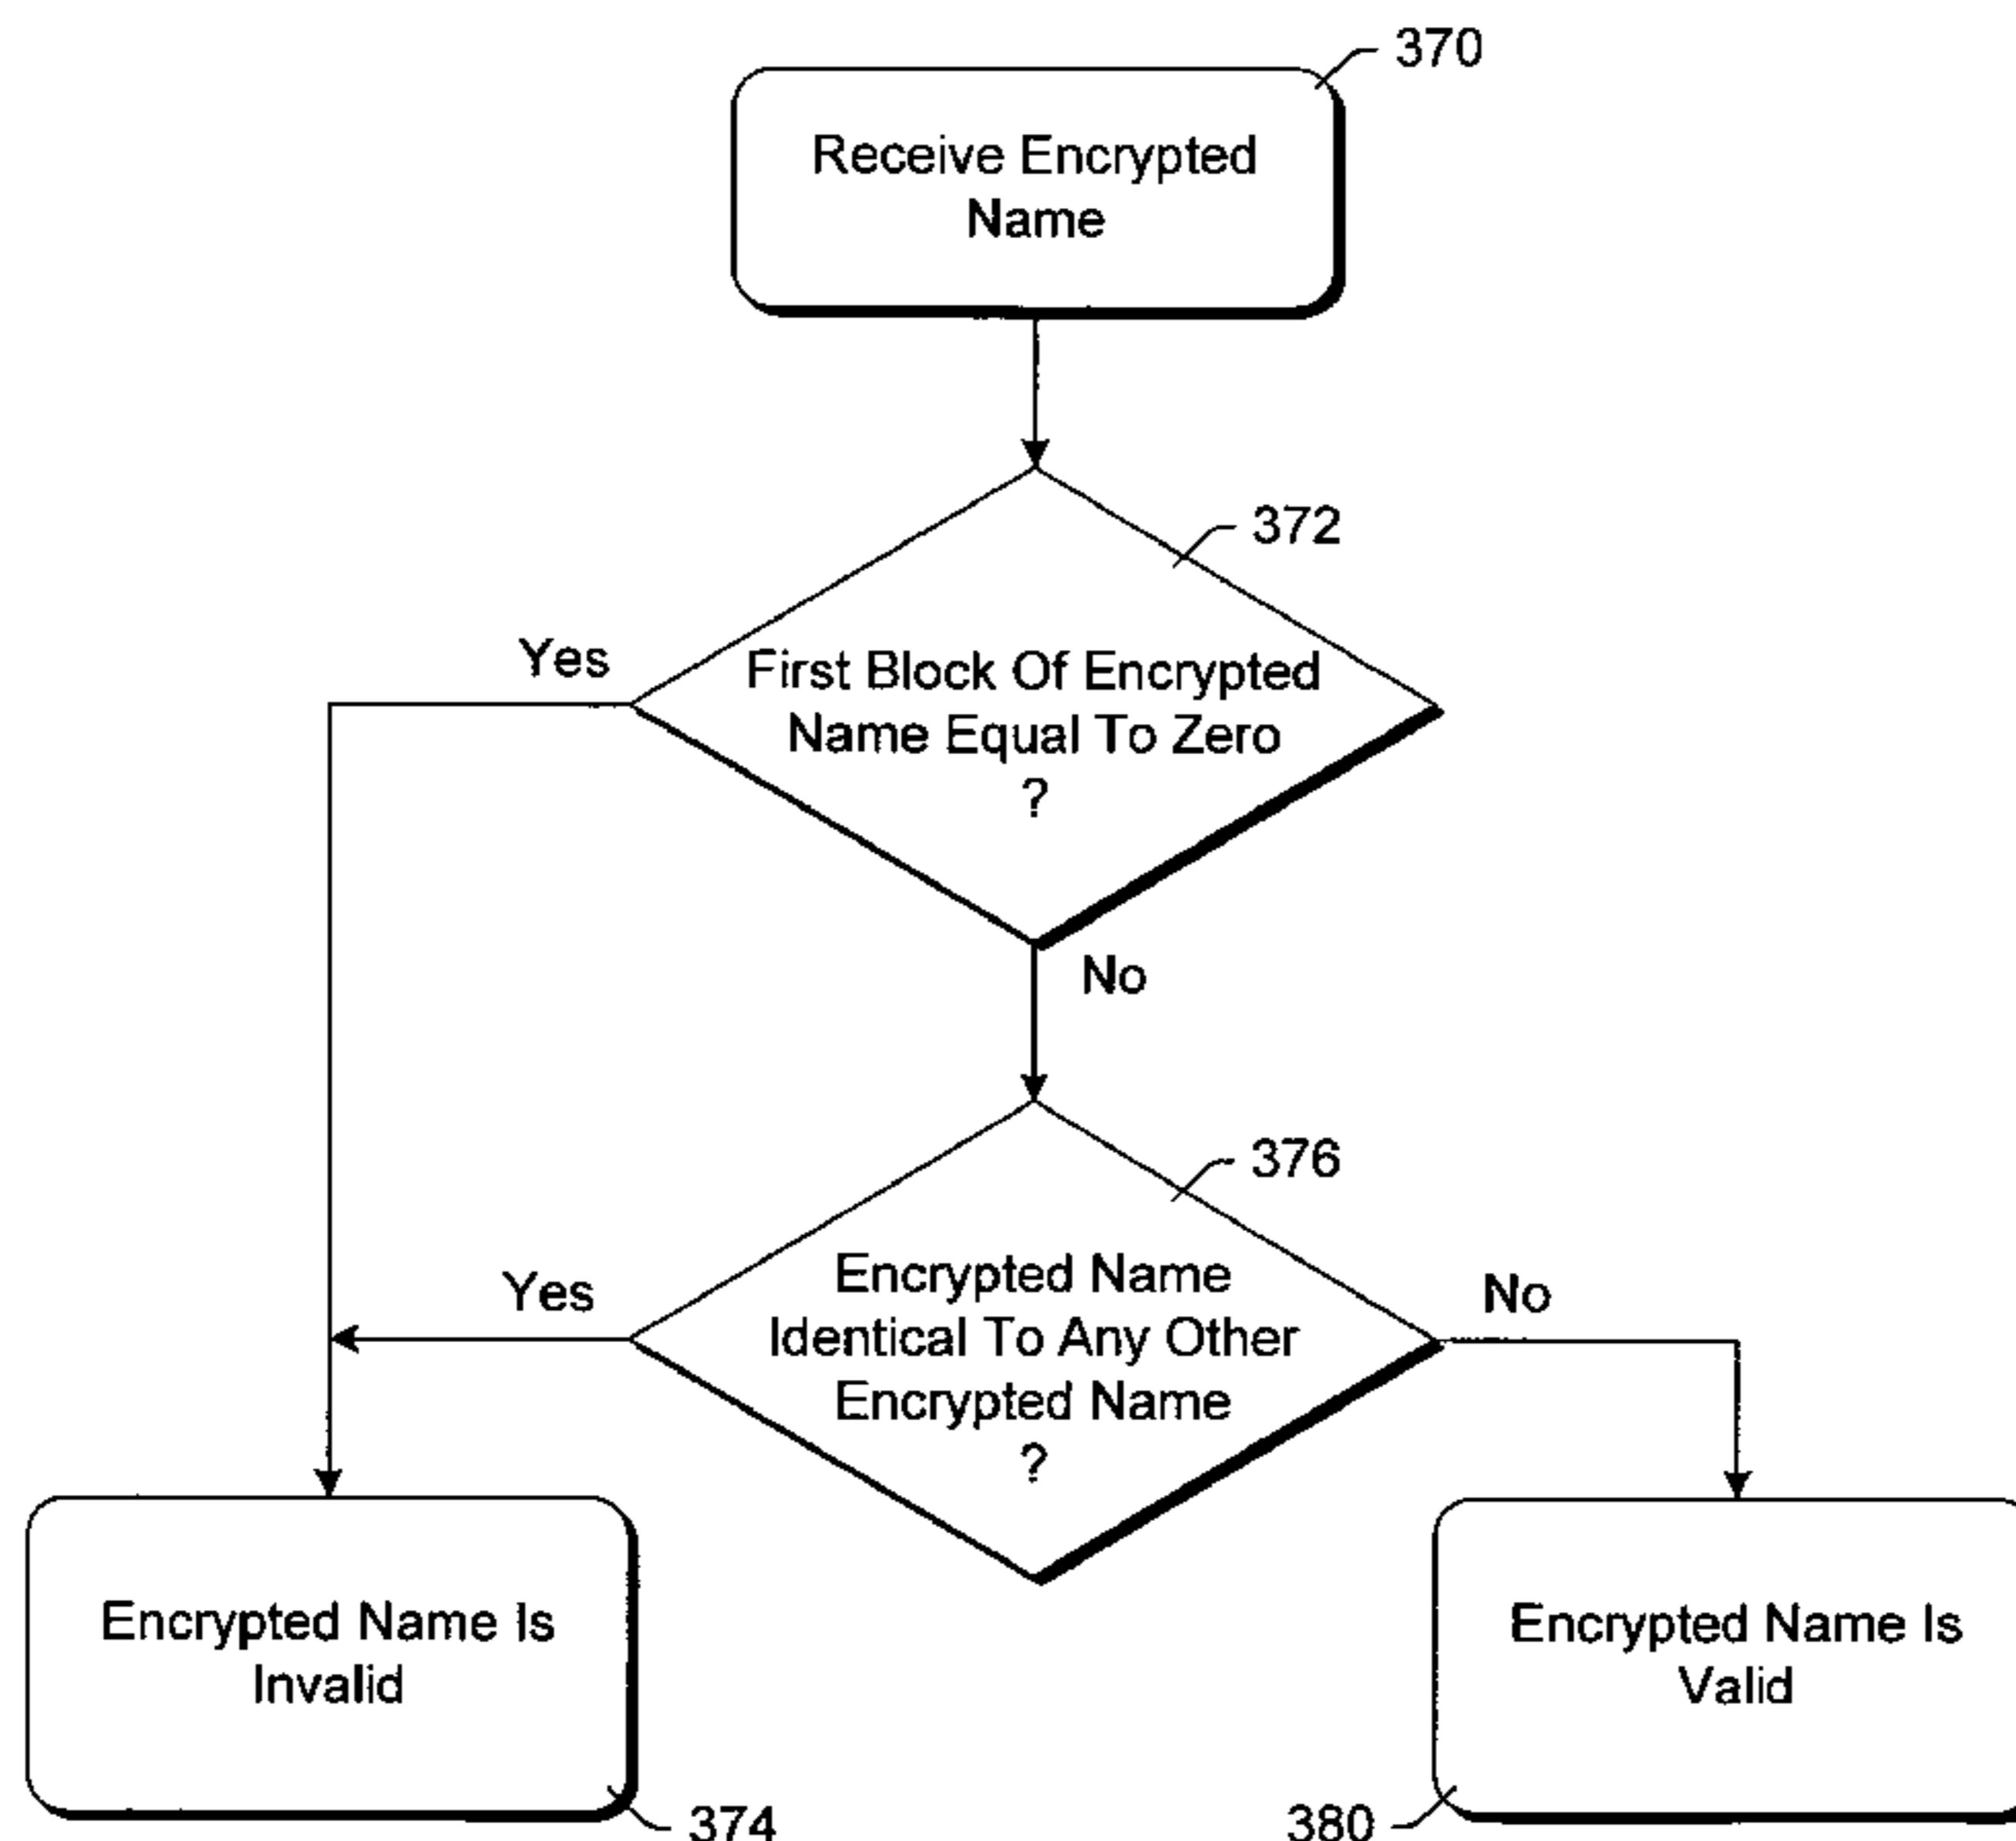 370
Receive Encrypted
Name
372
Yes
First Block Of Encrypted
Name Equal To Zero
?
No
376
Yes
Encrypted Name
Identical To Any Other
Encrypted Name
?
No
Encrypted Name Is
Invalid
Encrypted Name Is
Valid
374
380